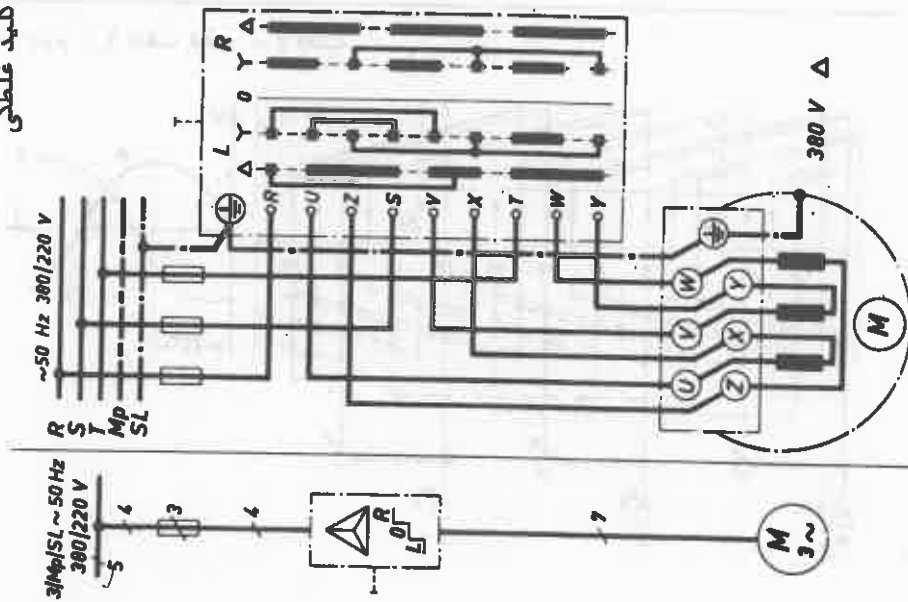 کلید غلطکی
~50 Hz 380/220 V
R
S
T
Mp
SL
L Y 0 Y R
Δ Δ
R
U
Z
S
V
X
T
W
Y
W Y
V X
U Z
M
380 V Δ
3/Mp/SL ~ 50 Hz
380/220 V
5
4
3
4
L 0 R
7
M
3~